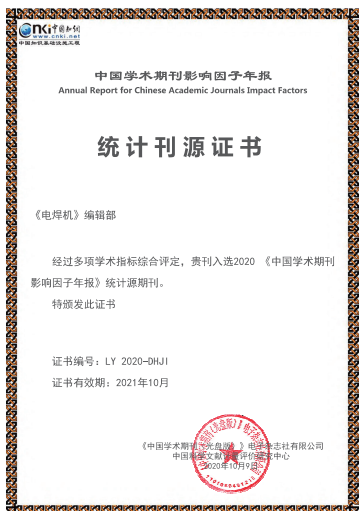 cnki中国知网
www.cnki.net
中国知识基础设施工程
中国学术期刊影响因子年报
Annual Report for Chinese Academic Journals Impact Factors
统计刊源证书
《电焊机》编辑部
经过多项学术指标综合评定，贵刊入选2020 《中国学术期刊
影响因子年报》统计源期刊。
特颁发此证书
证书编号：LY 2020-DHJI
证书有效期：2021年10月
《中国学术期刊（光盘版）》电子杂志社有限公司
中国科学文献计量评价研究中心
2020年10月9日